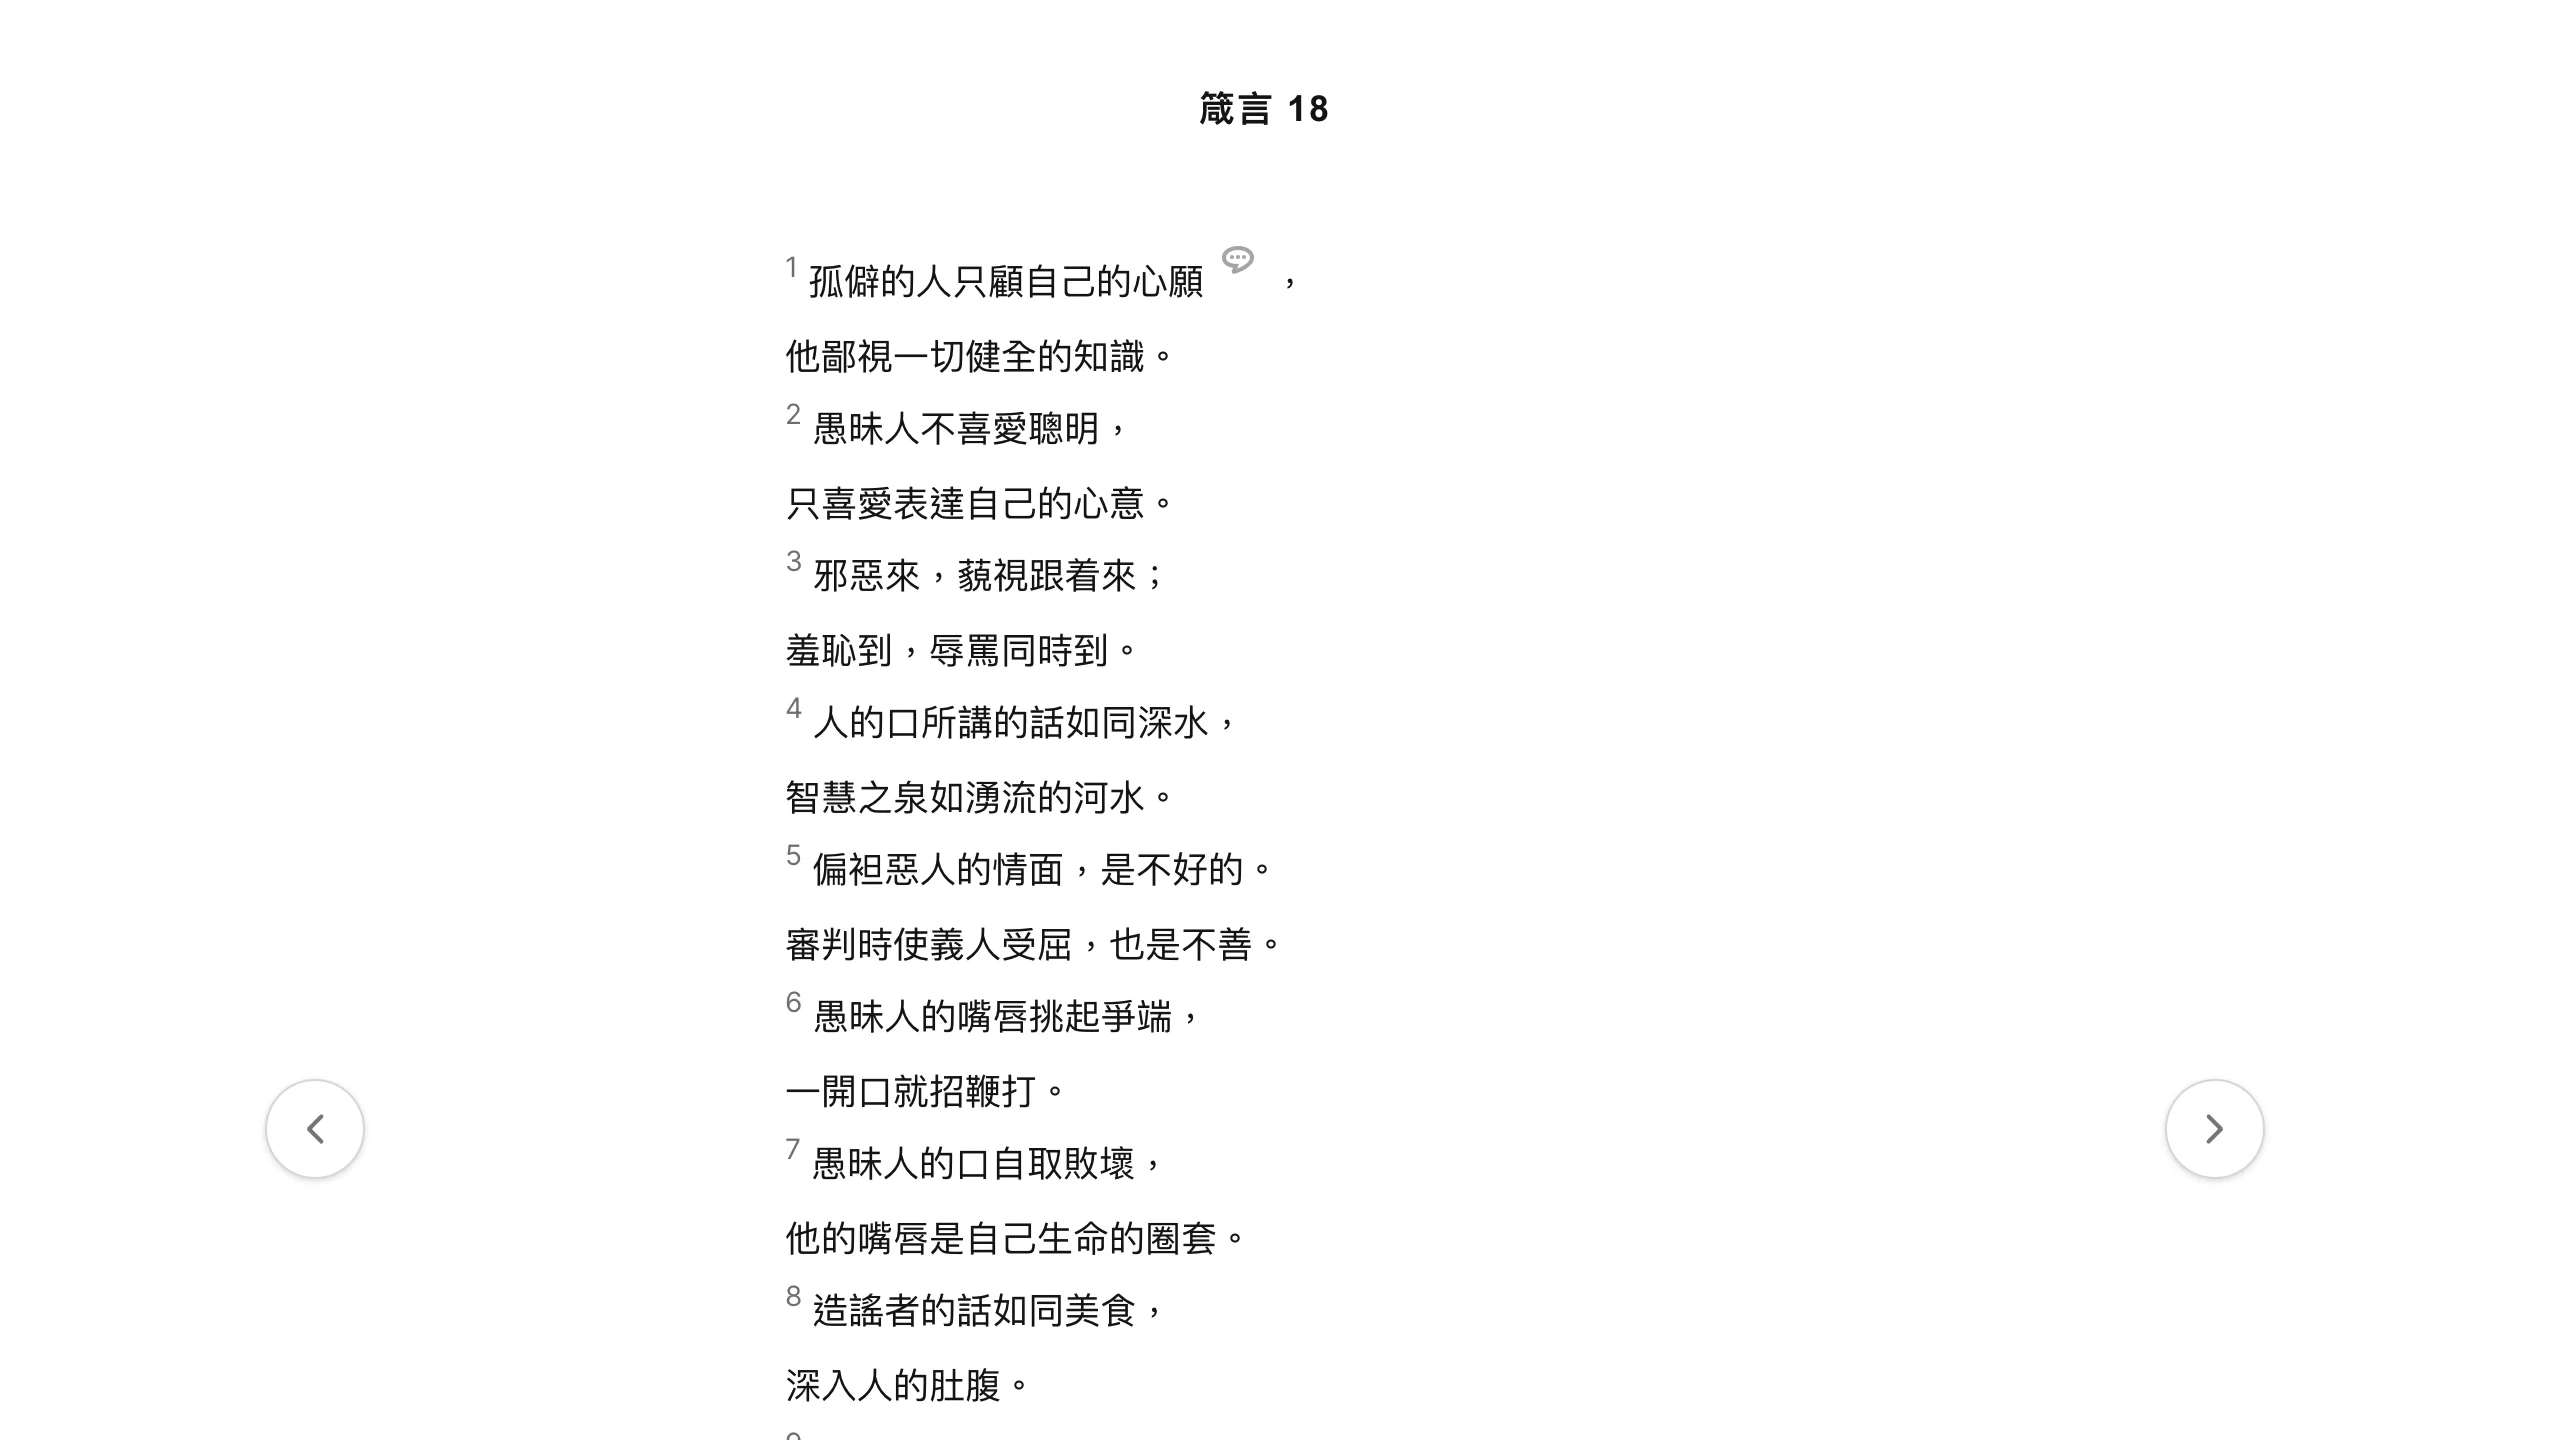 箴言 18
1 孤僻的人只顧自己的心願 ，
他鄙視一切健全的知識。
2 愚昧人不喜愛聰明，
只喜愛表達自己的心意。
3 邪惡來，藐視跟着來；
羞恥到，辱罵同時到。
4 人的口所講的話如同深水，
智慧之泉如湧流的河水。
5 偏袒惡人的情面，是不好的。
審判時使義人受屈，也是不善。
6 愚昧人的嘴唇挑起爭端，
一開口就招鞭打。
7 愚昧人的口自取敗壞，
他的嘴唇是自己生命的圈套。
8 造謠者的話如同美食，
深入人的肚腹。